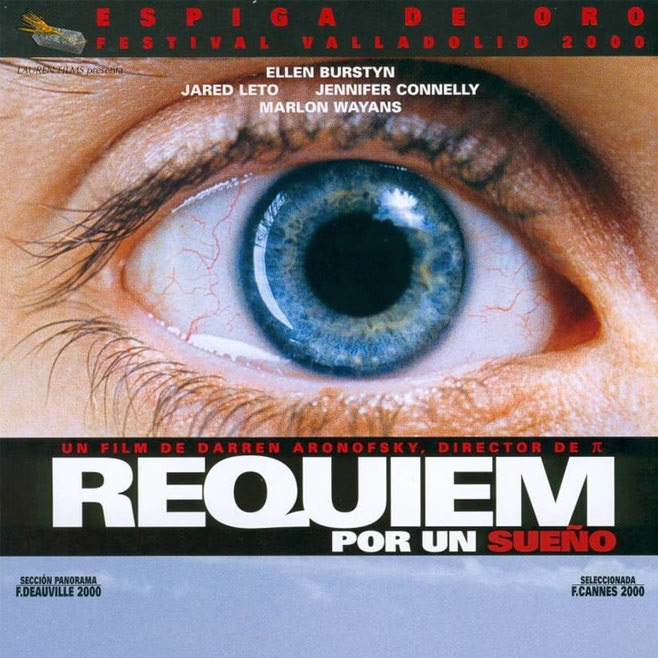 ESPIGA DE ORO
FESTIVAL VALLADOLID 2000
LAUREN FILMS presenta...
ELLEN BURSTYN
JARED LETO JENNIFER CONNELLY
MARLON WAYANS
UN FILM DE DARREN ARONOFSKY, DIRECTOR DE π
REQUIEM
POR UN SUEÑO
SECCIÓN PANORAMA
F.DEAUVILLE 2000
SELECCIONADA
F.CANNES 2000